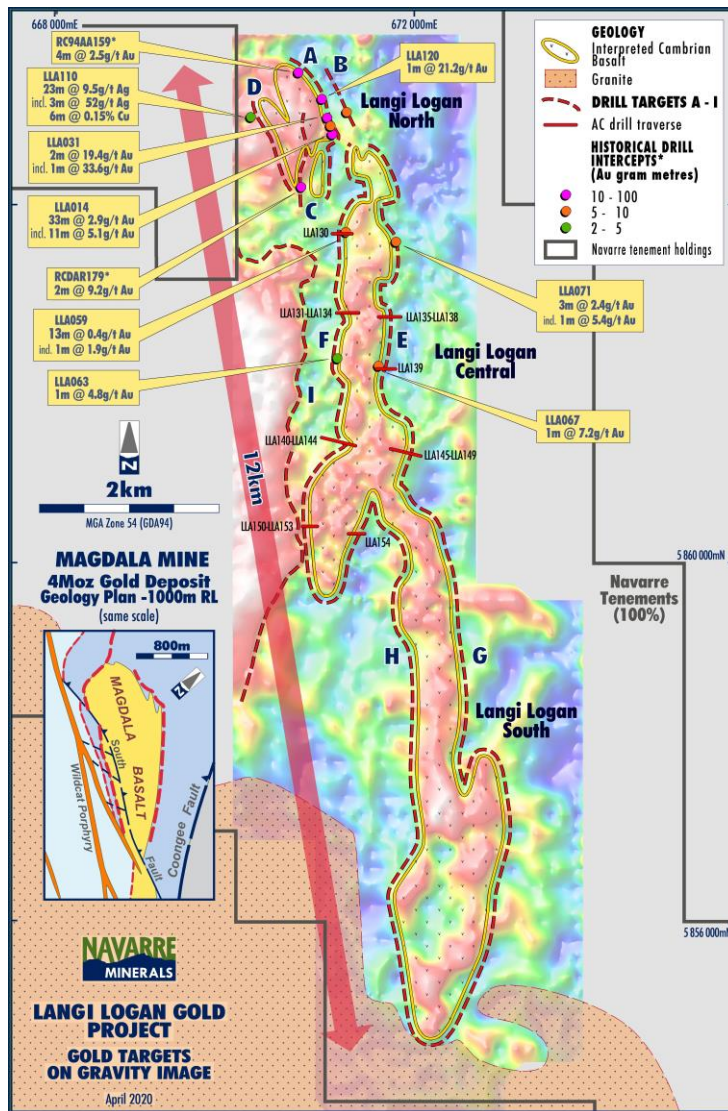 668 000mE
672 000mE
RC94AA159*
4m @ 2.5g/t Au
LLA110
23m @ 9.5g/t Ag
incl. 3m @ 52g/t Ag
6m @ 0.15% Cu
LLA031
2m @ 19.4g/t Au
incl. 1m @ 33.6g/t Au
LLA014
33m @ 2.9g/t Au
incl. 11m @ 5.1g/t Au
RCDAR179*
2m @ 9.2g/t Au
LLA059
13m @ 0.4g/t Au
incl. 1m @ 1.9g/t Au
LLA063
1m @ 4.8g/t Au
LLA120
1m @ 21.2g/t Au
A
B
D
C
Langi Logan
North
GEOLOGY
Interpreted Cambrian
Basalt
Granite
DRILL TARGETS A - I
AC drill traverse
HISTORICAL DRILL
INTERCEPTS*
(Au gram metres)
10 - 100
5 - 10
2 - 5
Navarre tenement holdings
LLA130
LLA071
3m @ 2.4g/t Au
incl. 1m @ 5.4g/t Au
LLA131-LLA134
LLA135-LLA138
F
E
Langi Logan
Central
LLA139
I
LLA067
1m @ 7.2g/t Au
LLA140-LLA144
LLA145-LLA149
12km
N
2km
MGA Zone 54 (GDA94)
LLA150-LLA153
LLA154
5 860 000mN
Navarre
Tenements
(100%)
MAGDALA MINE
4Moz Gold Deposit
Geology Plan -1000m RL
(same scale)
800m
N
MAGDALA
BASALT
South
Fault
Wildcat Porphyry
Coongee Fault
H
G
Langi Logan
South
5 856 000mN
NAVARRE
MINERALS
LANGI LOGAN GOLD
PROJECT
GOLD TARGETS
ON GRAVITY IMAGE
April 2020